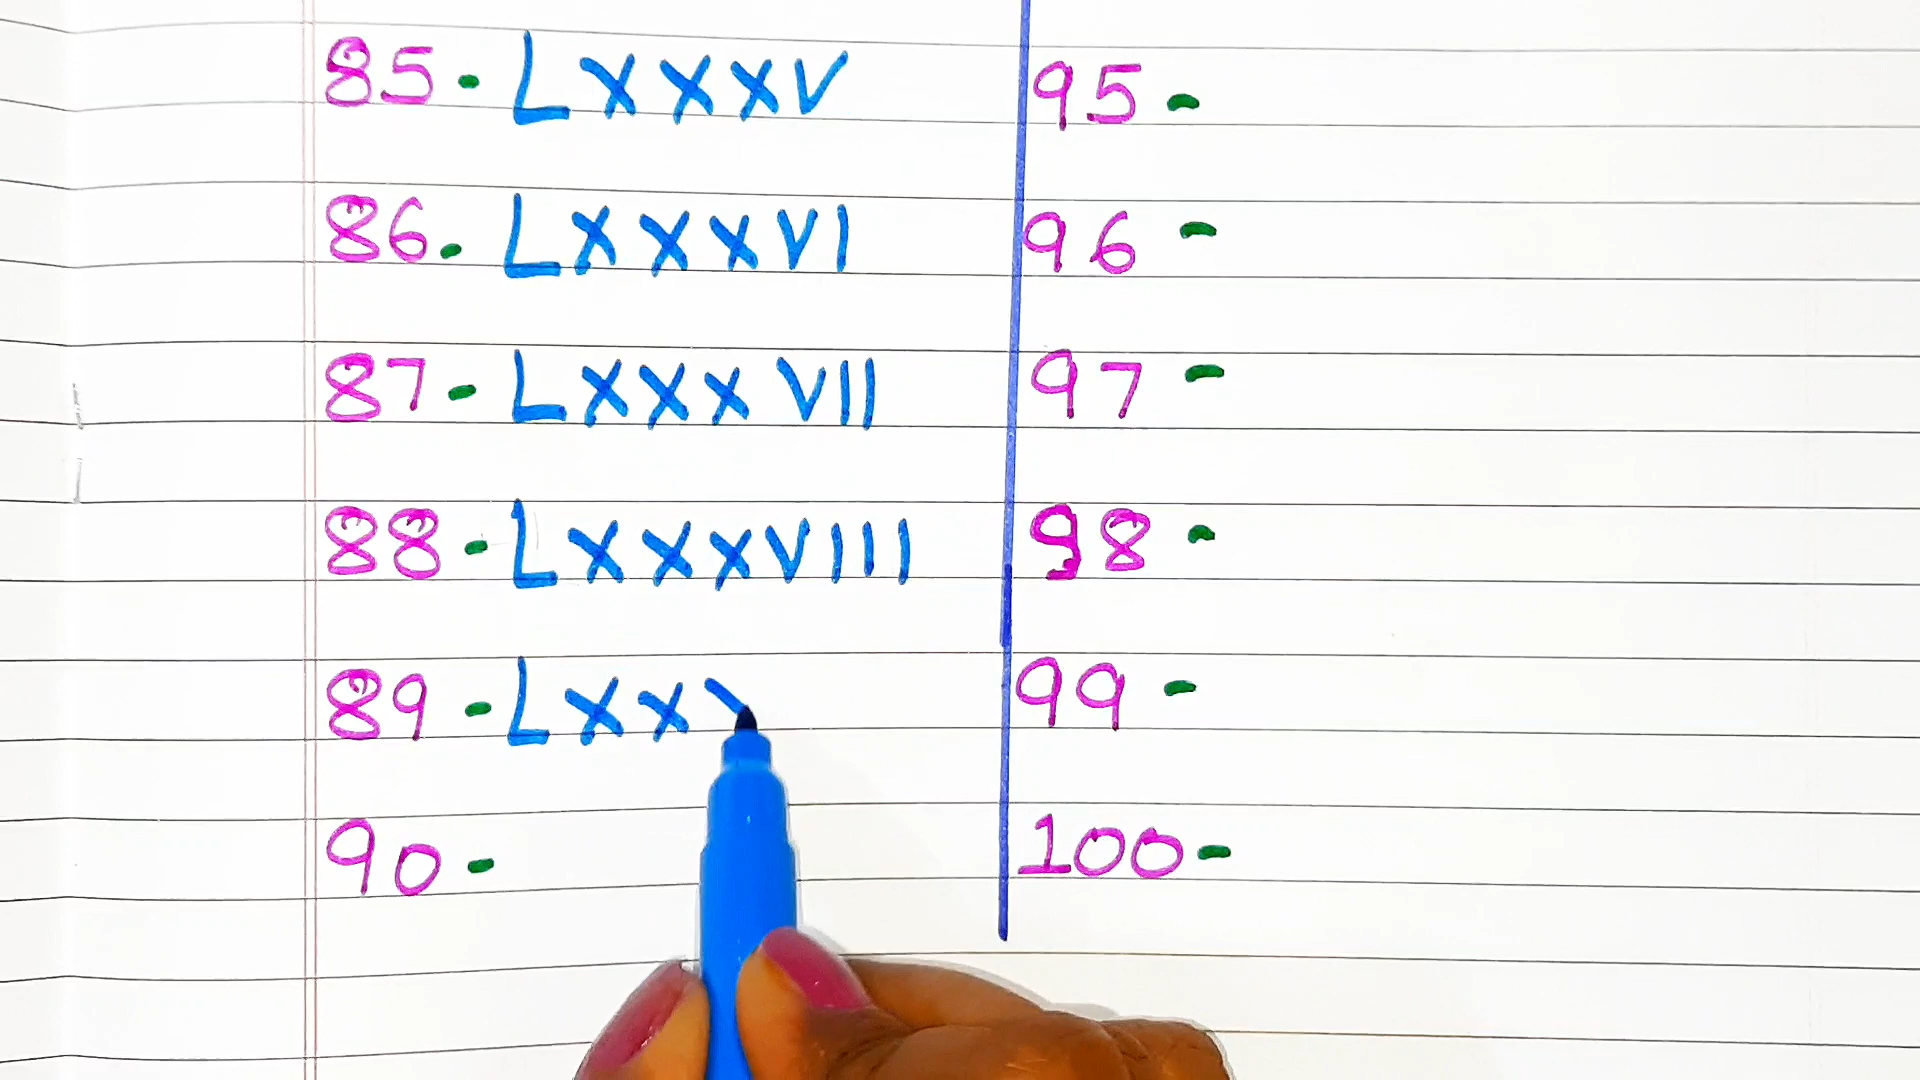 85 - LXXXV
86 - LXXXVI
87 - LXXXVII
88 - LXXXVIII
89 - LXX
90 -
95 -
96 -
97 -
98 -
99 -
100 -